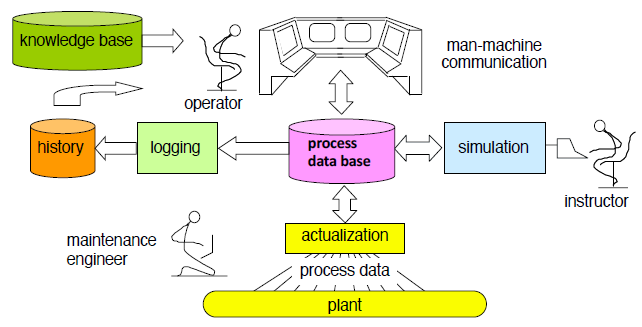 knowledge base
man-machine
communication
operator
history
logging
process
data base
simulation
instructor
maintenance
engineer
actualization
process data
plant